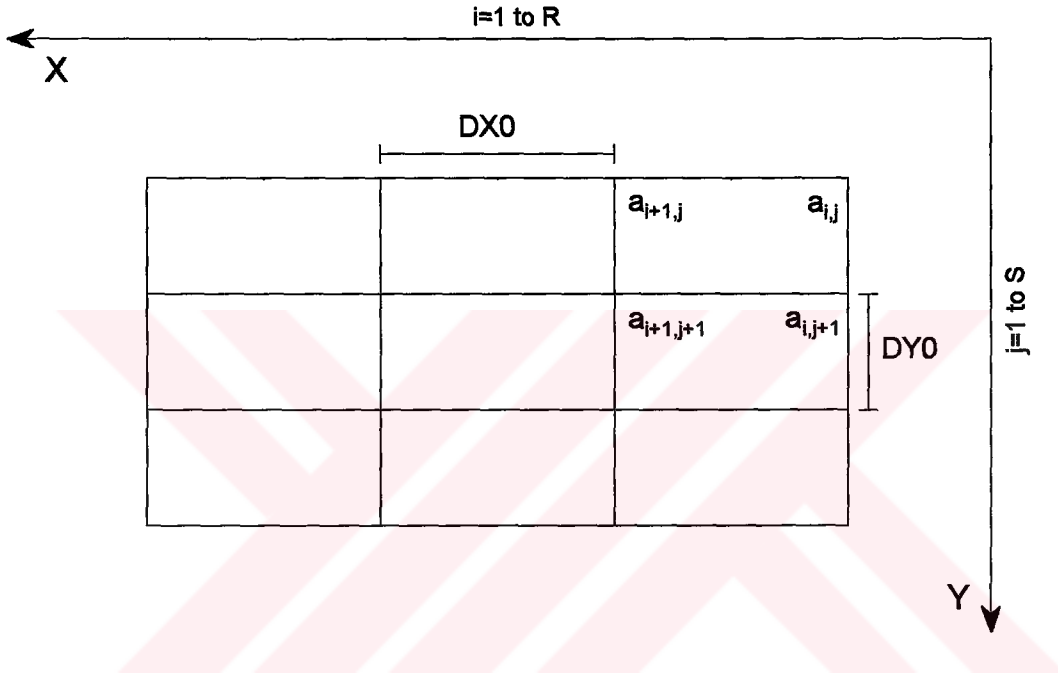 i=1 to R
X
DX0
a_{i+1,j} a_{i,j}
a_{i+1,j+1} a_{i,j+1}
DY0
j=1 to S
Y